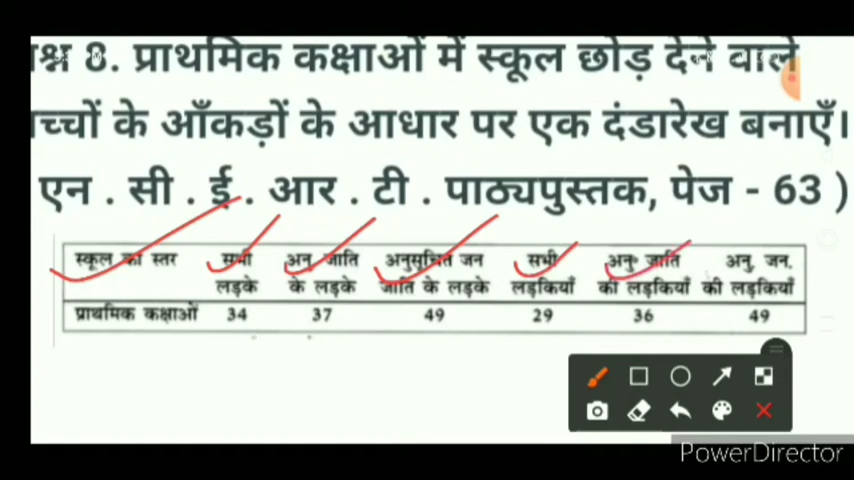 श्न 8. प्राथमिक कक्षाओं में स्कूल छोड़ देने वाले
च्चों के आँकड़ों के आधार पर एक दंडारेख बनाएँ।
एन . सी . ई . आर . टी . पाठ्यपुस्तक, पेज - 63 )
स्कूल का स्तर सभी अनु जाति अनुसूचित जन सभी अनु॰ जाति अनु. जन.
लड़के के लड़के जाति के लड़के लड़कियाँ की लड़कियाँ की लड़कियाँ
प्राथमिक कक्षाओं 34 37 49 29 36 49
PowerDirector